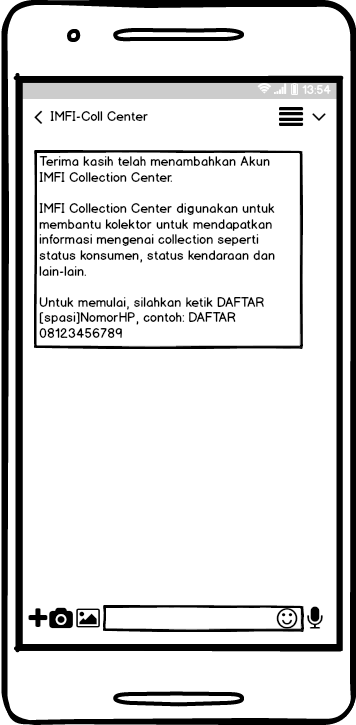 13:54
IMFI-Coll Center
Terima kasih telah menambahkan Akun
IMFI Collection Center.
IMFI Collection Center digunakan untuk
membantu kolektor untuk mendapatkan
informasi mengenai collection seperti
status konsumen, status kendaraan dan
lain-lain.
Untuk memulai, silahkan ketik DAFTAR
(spasi)NomorHP, contoh: DAFTAR
08123456789